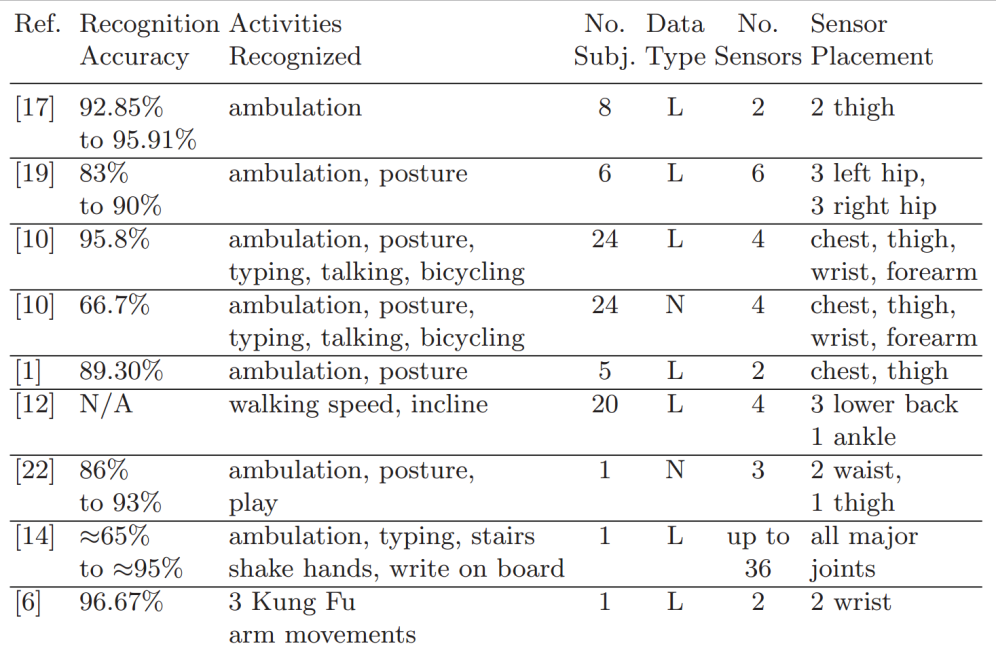 Ref. Recognition Activities No. Data No. Sensor
Accuracy Recognized Subj. Type Sensors Placement
[17] 92.85% ambulation 8 L 2 2 thigh
to 95.91%
[19] 83% ambulation, posture 6 L 6 3 left hip,
to 90% 3 right hip
[10] 95.8% ambulation, posture, 24 L 4 chest, thigh,
typing, talking, bicycling wrist, forearm
[10] 66.7% ambulation, posture, 24 N 4 chest, thigh,
typing, talking, bicycling wrist, forearm
[1] 89.30% ambulation, posture 5 L 2 chest, thigh
[12] N/A walking speed, incline 20 L 4 3 lower back
1 ankle
[22] 86% ambulation, posture, 1 N 3 2 waist,
to 93% play 1 thigh
[14] ≈65% ambulation, typing, stairs 1 L up to all major
to ≈95% shake hands, write on board 36 joints
[6] 96.67% 3 Kung Fu 1 L 2 2 wrist
arm movements